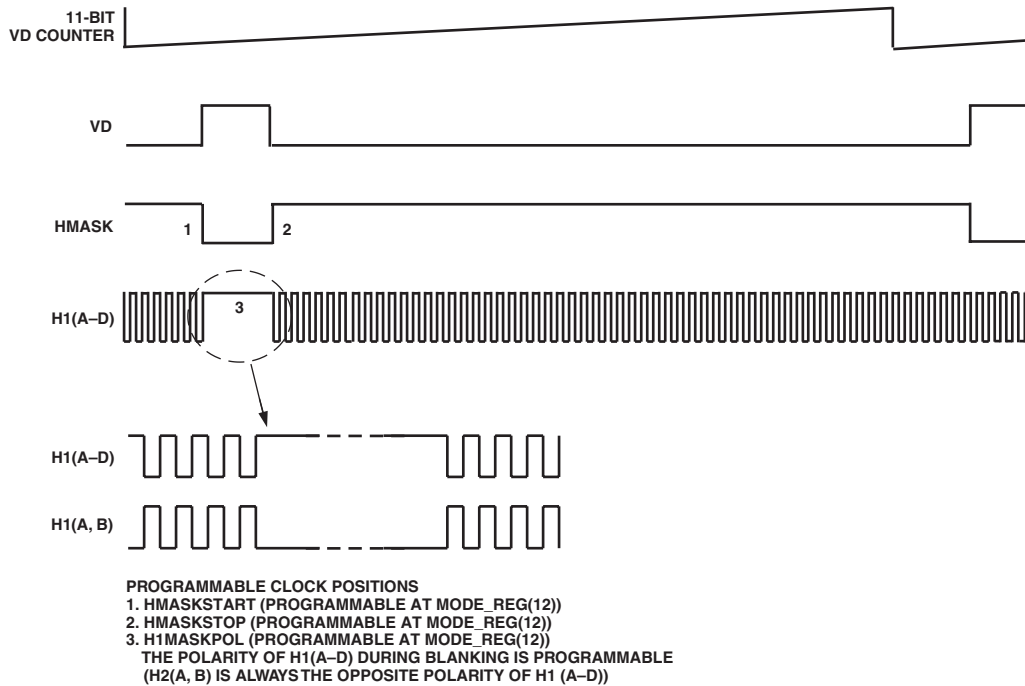 11-BIT
VD COUNTER
VD
HMASK
1
2
H1(A–D)
3
H1(A–D)
H1(A, B)
PROGRAMMABLE CLOCK POSITIONS
1. HMASKSTART (PROGRAMMABLE AT MODE_REG(12))
2. HMASKSTOP (PROGRAMMABLE AT MODE_REG(12))
3. H1MASKPOL (PROGRAMMABLE AT MODE_REG(12))
THE POLARITY OF H1(A–D) DURING BLANKING IS PROGRAMMABLE
(H2(A, B) IS ALWAYS THE OPPOSITE POLARITY OF H1 (A–D))